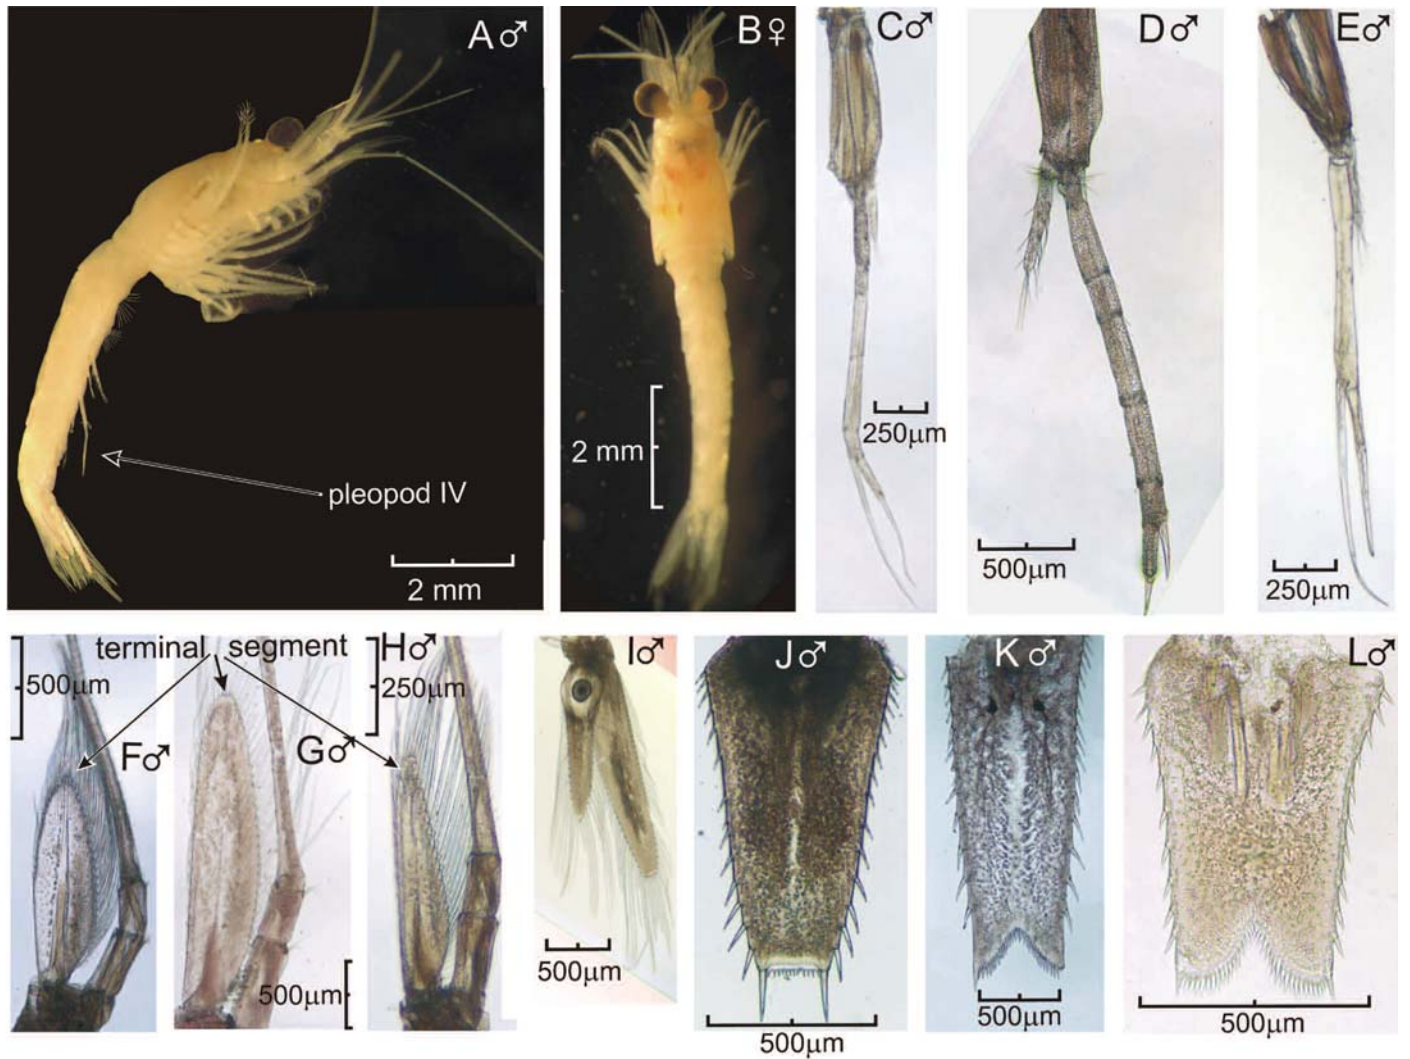 A♂
B♀
C♂
D♂
E♂
2 mm
250µm
pleopod IV
500µm
250µm
2 mm
terminal segment
H♂
I♂
J♂
K♂
L♂
500µm
250µm
F♂
G♂
500µm
500µm
500µm
500µm
500µm